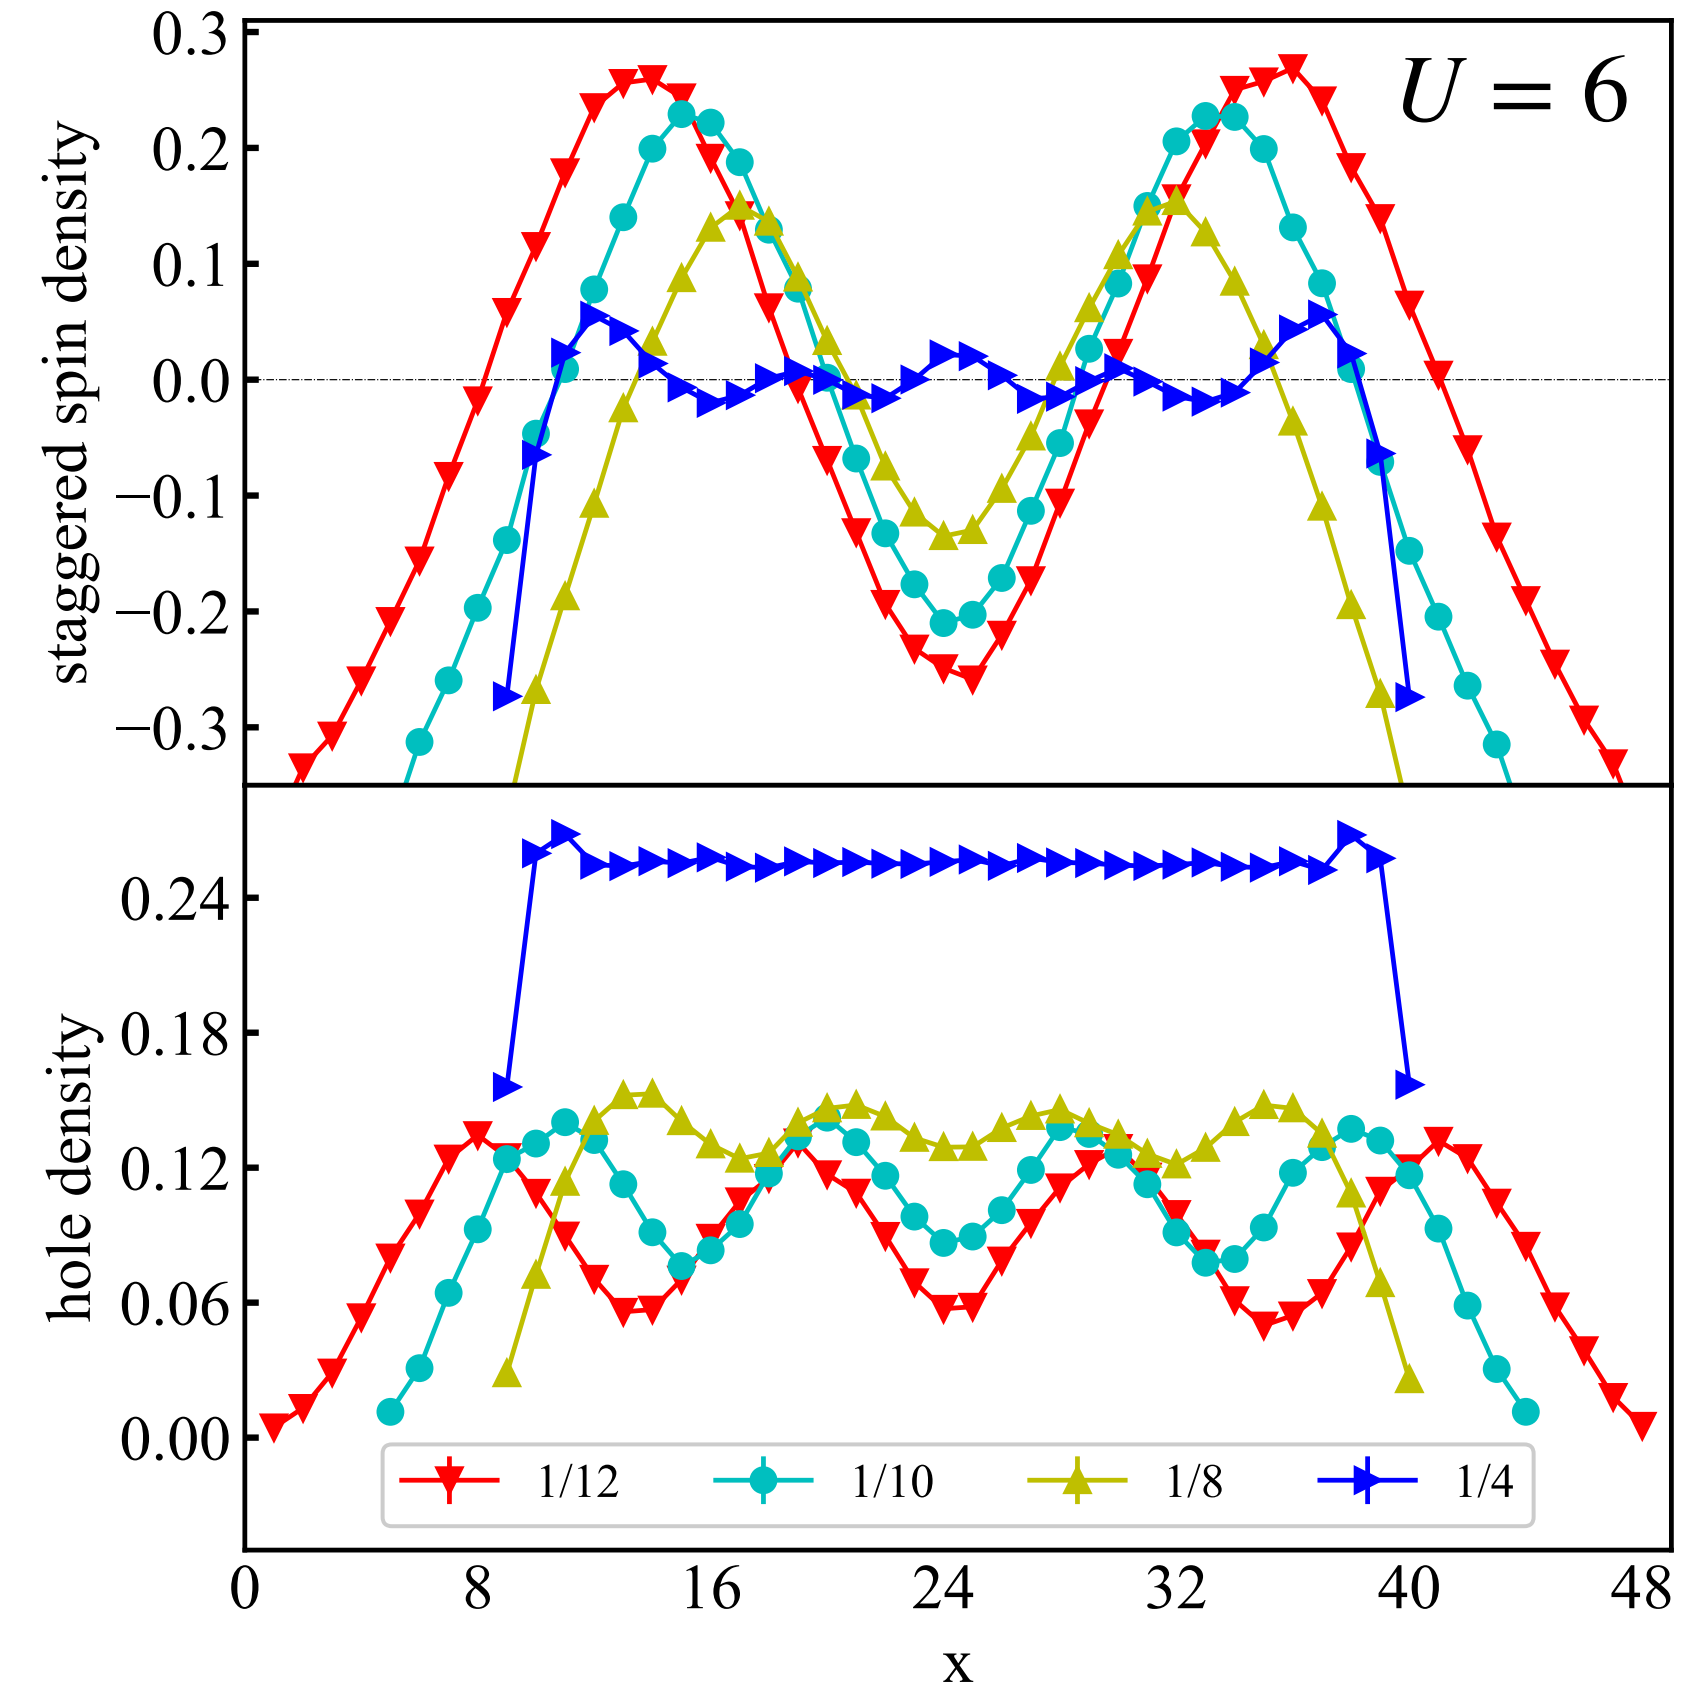 U = 6
staggered spin density
0.3
0.2
0.1
0.0
−0.1
−0.2
−0.3
hole density
0.24
0.18
0.12
0.06
0.00
1/12 1/10 1/8 1/4
0 8 16 24 32 40 48
x